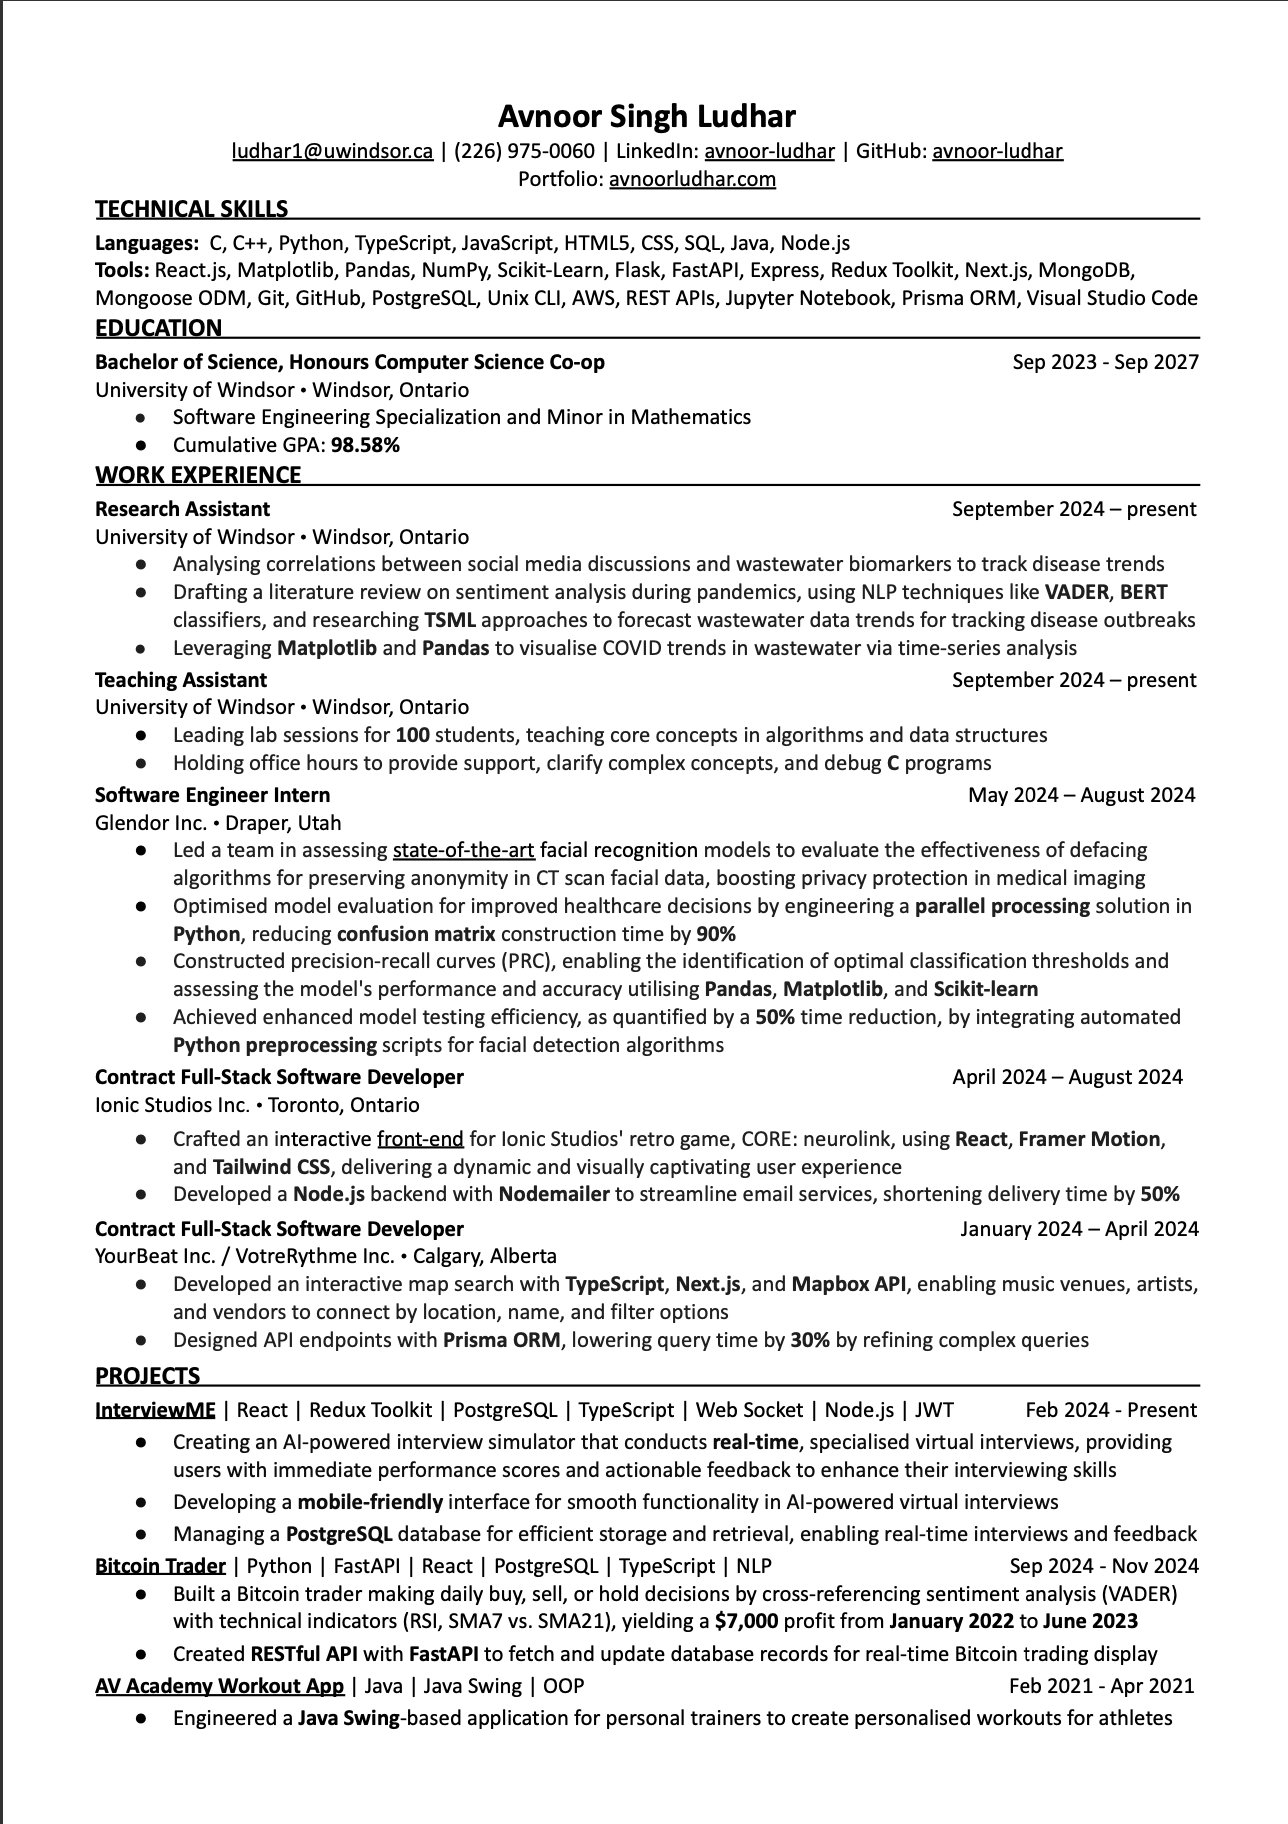 Avnoor Singh Ludhar
ludhar1@uwindsor.ca | (226) 975-0060 | LinkedIn: avnoor-ludhar | GitHub: avnoor-ludhar
Portfolio: avnoorludhar.com
TECHNICAL SKILLS
Languages: C, C++, Python, TypeScript, JavaScript, HTML5, CSS, SQL, Java, Node.js
Tools: React.js, Matplotlib, Pandas, NumPy, Scikit-Learn, Flask, FastAPI, Express, Redux Toolkit, Next.js, MongoDB,
Mongoose ODM, Git, GitHub, PostgreSQL, Unix CLI, AWS, REST APIs, Jupyter Notebook, Prisma ORM, Visual Studio Code
EDUCATION
Bachelor of Science, Honours Computer Science Co-op Sep 2023 - Sep 2027
University of Windsor • Windsor, Ontario
● Software Engineering Specialization and Minor in Mathematics
● Cumulative GPA: 98.58%
WORK EXPERIENCE
Research Assistant September 2024 – present
University of Windsor • Windsor, Ontario
● Analysing correlations between social media discussions and wastewater biomarkers to track disease trends
● Drafting a literature review on sentiment analysis during pandemics, using NLP techniques like VADER, BERT
classifiers, and researching TSML approaches to forecast wastewater data trends for tracking disease outbreaks
● Leveraging Matplotlib and Pandas to visualise COVID trends in wastewater via time-series analysis
Teaching Assistant September 2024 – present
University of Windsor • Windsor, Ontario
● Leading lab sessions for 100 students, teaching core concepts in algorithms and data structures
● Holding office hours to provide support, clarify complex concepts, and debug C programs
Software Engineer Intern May 2024 – August 2024
Glendor Inc. • Draper, Utah
● Led a team in assessing state-of-the-art facial recognition models to evaluate the effectiveness of defacing
algorithms for preserving anonymity in CT scan facial data, boosting privacy protection in medical imaging
● Optimised model evaluation for improved healthcare decisions by engineering a parallel processing solution in
Python, reducing confusion matrix construction time by 90%
● Constructed precision-recall curves (PRC), enabling the identification of optimal classification thresholds and
assessing the model's performance and accuracy utilising Pandas, Matplotlib, and Scikit-learn
● Achieved enhanced model testing efficiency, as quantified by a 50% time reduction, by integrating automated
Python preprocessing scripts for facial detection algorithms
Contract Full-Stack Software Developer April 2024 – August 2024
Ionic Studios Inc. • Toronto, Ontario
● Crafted an interactive front-end for Ionic Studios' retro game, CORE: neurolink, using React, Framer Motion,
and Tailwind CSS, delivering a dynamic and visually captivating user experience
● Developed a Node.js backend with Nodemailer to streamline email services, shortening delivery time by 50%
Contract Full-Stack Software Developer January 2024 – April 2024
YourBeat Inc. / VotreRythme Inc. • Calgary, Alberta
● Developed an interactive map search with TypeScript, Next.js, and Mapbox API, enabling music venues, artists,
and vendors to connect by location, name, and filter options
● Designed API endpoints with Prisma ORM, lowering query time by 30% by refining complex queries
PROJECTS
InterviewME | React | Redux Toolkit | PostgreSQL | TypeScript | Web Socket | Node.js | JWT Feb 2024 - Present
● Creating an AI-powered interview simulator that conducts real-time, specialised virtual interviews, providing
users with immediate performance scores and actionable feedback to enhance their interviewing skills
● Developing a mobile-friendly interface for smooth functionality in AI-powered virtual interviews
● Managing a PostgreSQL database for efficient storage and retrieval, enabling real-time interviews and feedback
Bitcoin Trader | Python | FastAPI | React | PostgreSQL | TypeScript | NLP Sep 2024 - Nov 2024
● Built a Bitcoin trader making daily buy, sell, or hold decisions by cross-referencing sentiment analysis (VADER)
with technical indicators (RSI, SMA7 vs. SMA21), yielding a $7,000 profit from January 2022 to June 2023
● Created RESTful API with FastAPI to fetch and update database records for real-time Bitcoin trading display
AV Academy Workout App | Java | Java Swing | OOP Feb 2021 - Apr 2021
● Engineered a Java Swing-based application for personal trainers to create personalised workouts for athletes